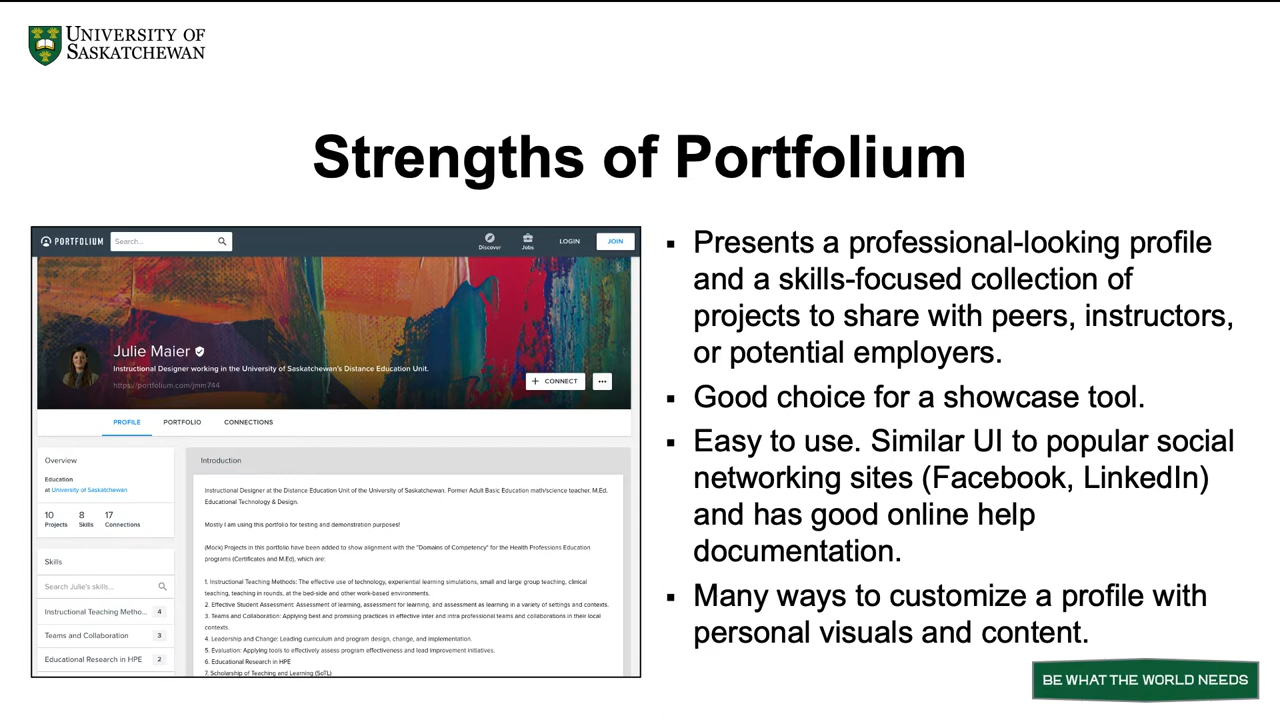 UNIVERSITY OF
SASKATCHEWAN
Strengths of Portfolium
PORTFOLIUM
Search...
Discover
Jobs
LOGIN
JOIN
Julie Maier
Instructional Designer working in the University of Saskatchewan's Distance Education Unit.
https://portfolium.com/jmm744
+ CONNECT
PROFILE PORTFOLIO CONNECTIONS
Overview
Education
at University of Saskatchewan
10 8 17
Projects Skills Connections
Skills
Search Julie's skills...
Instructional Teaching Metho... 4
Teams and Collaboration 3
Educational Research in HPE 2
Introduction
Instructional Designer at the Distance Education Unit of the University of Saskatchewan. Former Adult Basic Education math/science teacher. M.Ed.
Educational Technology & Design.
Mostly I am using this portfolio for testing and demonstration purposes!
(Mock) Projects in this portfolio have been added to show alignment with the "Domains of Competency" for the Health Professions Education
programs (Certificates and M.Ed), which are:
1. Instructional Teaching Methods: The effective use of technology, experiential learning simulations, small and large group teaching, clinical
teaching, teaching in rounds, at the bed-side and other work-based environments.
2. Effective Student Assessment: Assessment of learning, assessment for learning, and assessment as learning in a variety of settings and contexts.
3. Teams and Collaboration: Applying best and promising practices in effective inter and intra professional teams and collaborations in their local
contexts.
4. Leadership and Change: Leading curriculum and program design, change, and implementation.
5. Evaluation: Applying tools to effectively assess program effectiveness and lead improvement initiatives.
6. Educational Research in HPE
7. Scholarship of Teaching and Learning (SoTL)
▪ Presents a professional-looking profile
and a skills-focused collection of
projects to share with peers, instructors,
or potential employers.
▪ Good choice for a showcase tool.
▪ Easy to use. Similar UI to popular social
networking sites (Facebook, LinkedIn)
and has good online help
documentation.
▪ Many ways to customize a profile with
personal visuals and content.
BE WHAT THE WORLD NEEDS